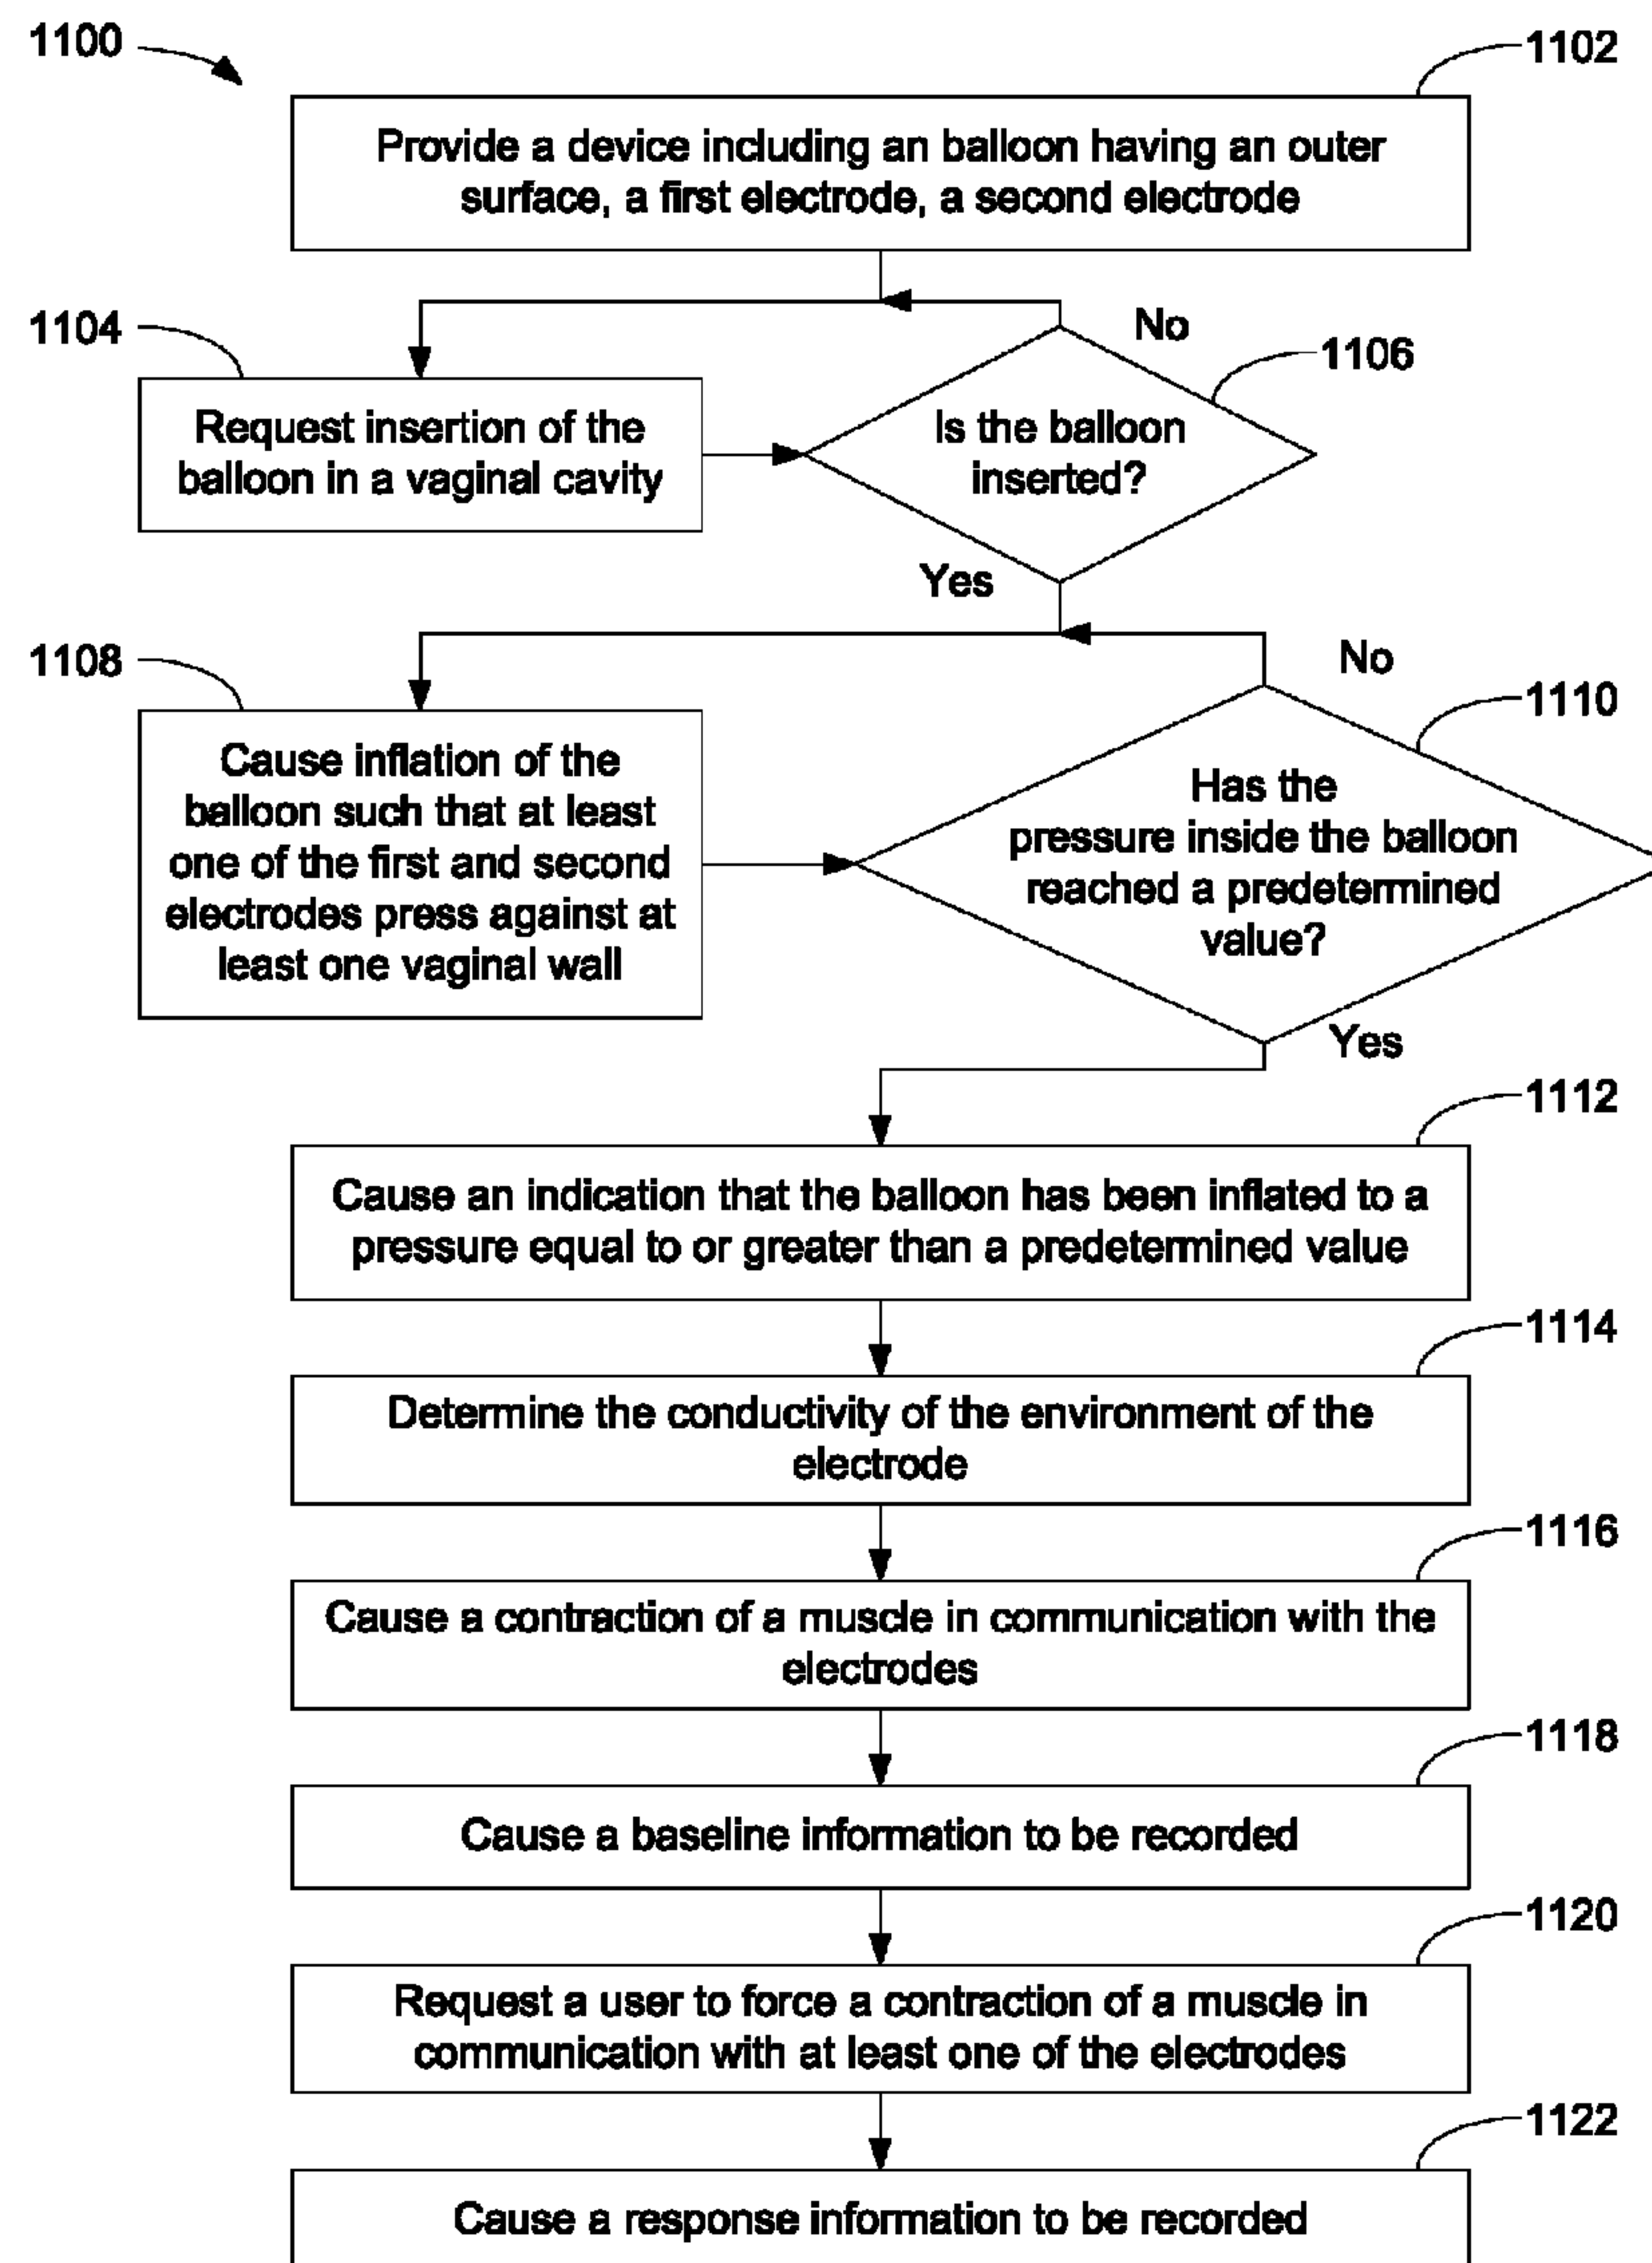 1100
1102
Provide a device including an balloon having an outer
surface, a first electrode, a second electrode
No
1104
1106
Request insertion of the
balloon in a vaginal cavity
Is the balloon
inserted?
Yes
1108
No
1110
Cause inflation of the
balloon such that at least
one of the first and second
electrodes press against at
least one vaginal wall
Has the
pressure inside the balloon
reached a predetermined
value?
Yes
1112
Cause an indication that the balloon has been inflated to a
pressure equal to or greater than a predetermined value
1114
Determine the conductivity of the environment of the
electrode
1116
Cause a contraction of a muscle in communication with the
electrodes
1118
Cause a baseline information to be recorded
1120
Request a user to force a contraction of a muscle in
communication with at least one of the electrodes
1122
Cause a response information to be recorded